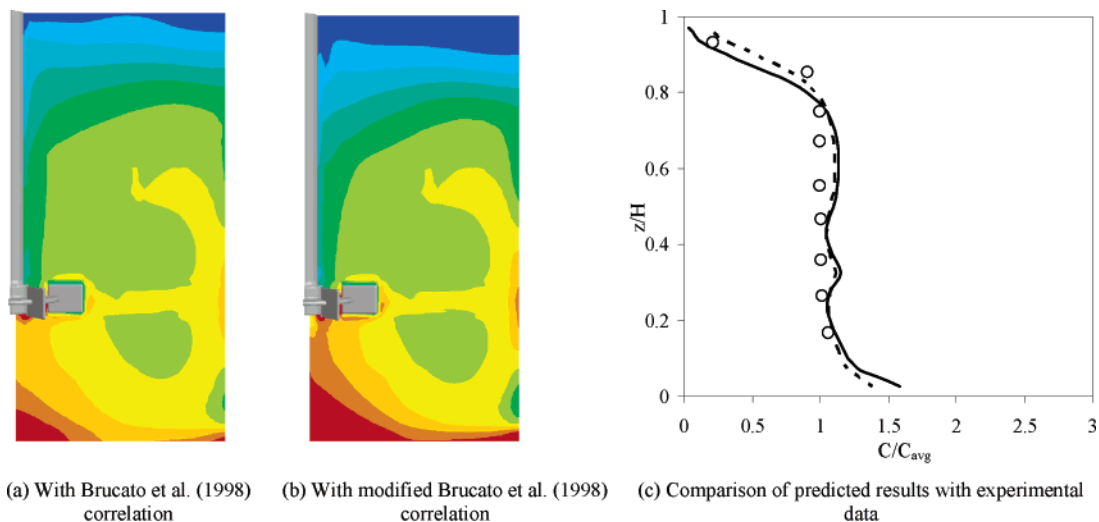 1
0.8
0.6
0.4
0.2
0
z/H
0 0.5 1 1.5 2 2.5 3
C/Cavg
(a) With Brucato et al. (1998)
correlation
(b) With modified Brucato et al. 1998)
correlation
(c) Comparison of predicted results with experimental
data